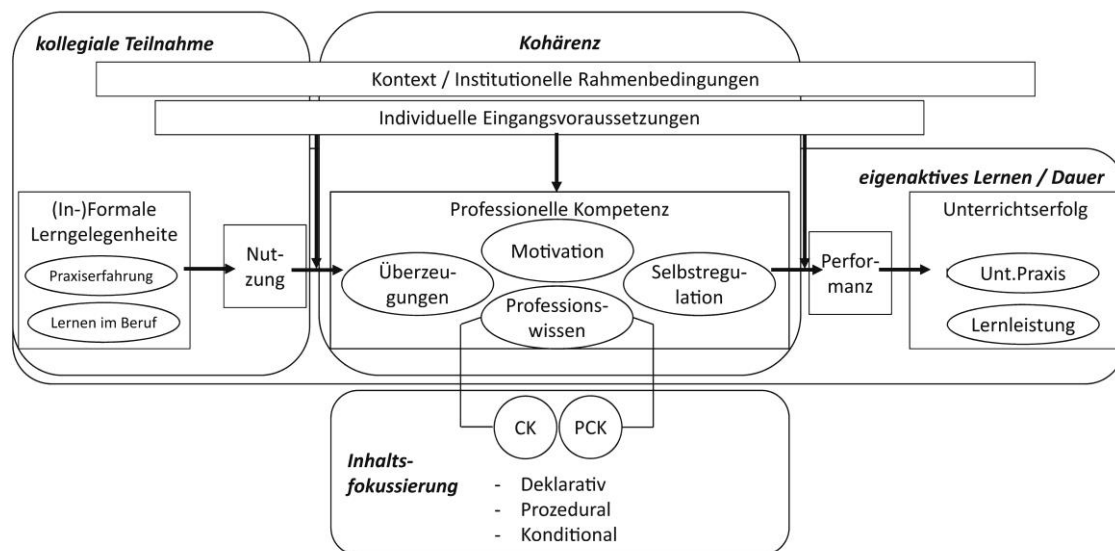 kollegiale Teilnahme
Kohärenz
Kontext / Institutionelle Rahmenbedingungen
Individuelle Eingangsvoraussetzungen
eigenaktives Lernen / Dauer
(In-)Formale
Lerngelegenheite
Praxiserfahrung
Lernen im Beruf
Nut-
zung
Professionelle Kompetenz
Motivation
Überzeu-
gungen
Selbstregu-
lation
Professions-
wissen
Perfor-
manz
Unterrichtserfolg
Unt.Praxis
Lernleistung
CK
PCK
Inhalts-
fokussierung
- Deklarativ
- Prozedural
- Konditional